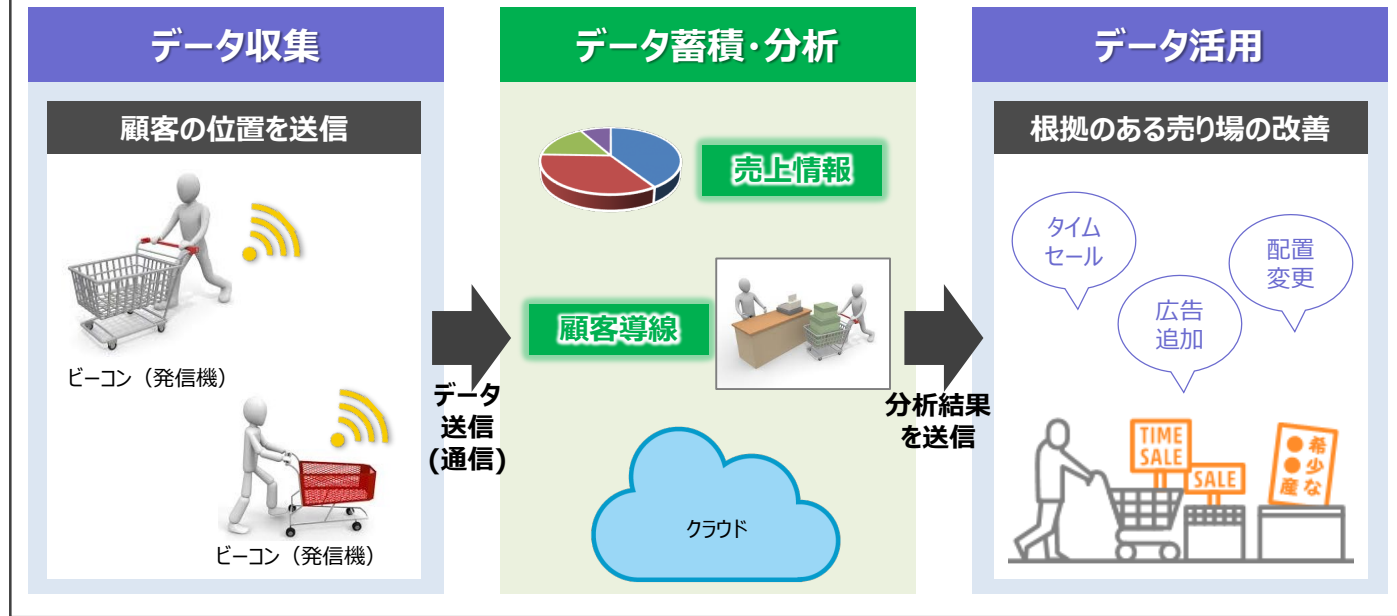 データ収集
顧客の位置を送信
ビーコン（発信機）
ビーコン（発信機）
データ
送信
(通信)
データ蓄積・分析
売上情報
顧客導線
クラウド
分析結果
を送信
データ活用
根拠のある売り場の改善
タイム
セール
広告
追加
配置
変更
TIME
SALE
SALE
希少な
●●産